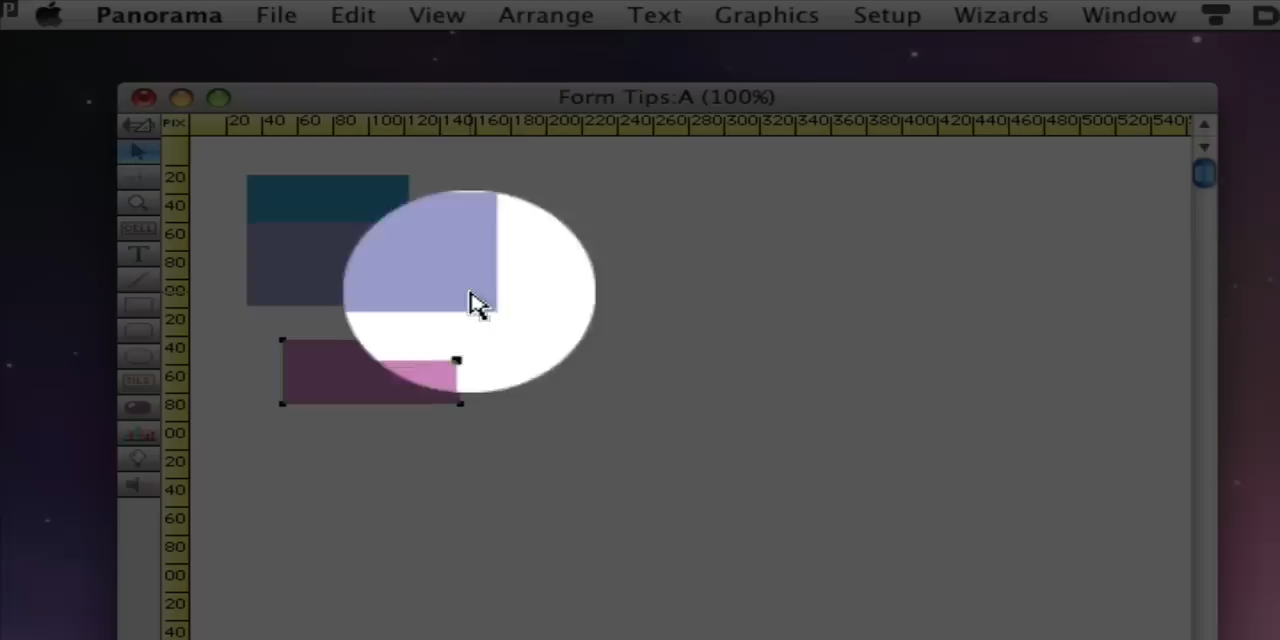 Panorama File Edit View Arrange Text Graphics Setup Wizards Window
Form Tips:A (100%)
PIX 20 40 60 80 100 120 140 160 180 200 220 240 260 280 300 320 340 360 380 400 420 440 460 480 500 520 540
20
40
60
80
00
20
40
60
80
00
20
40
60
80
00
20
40
CELL
T
TILE